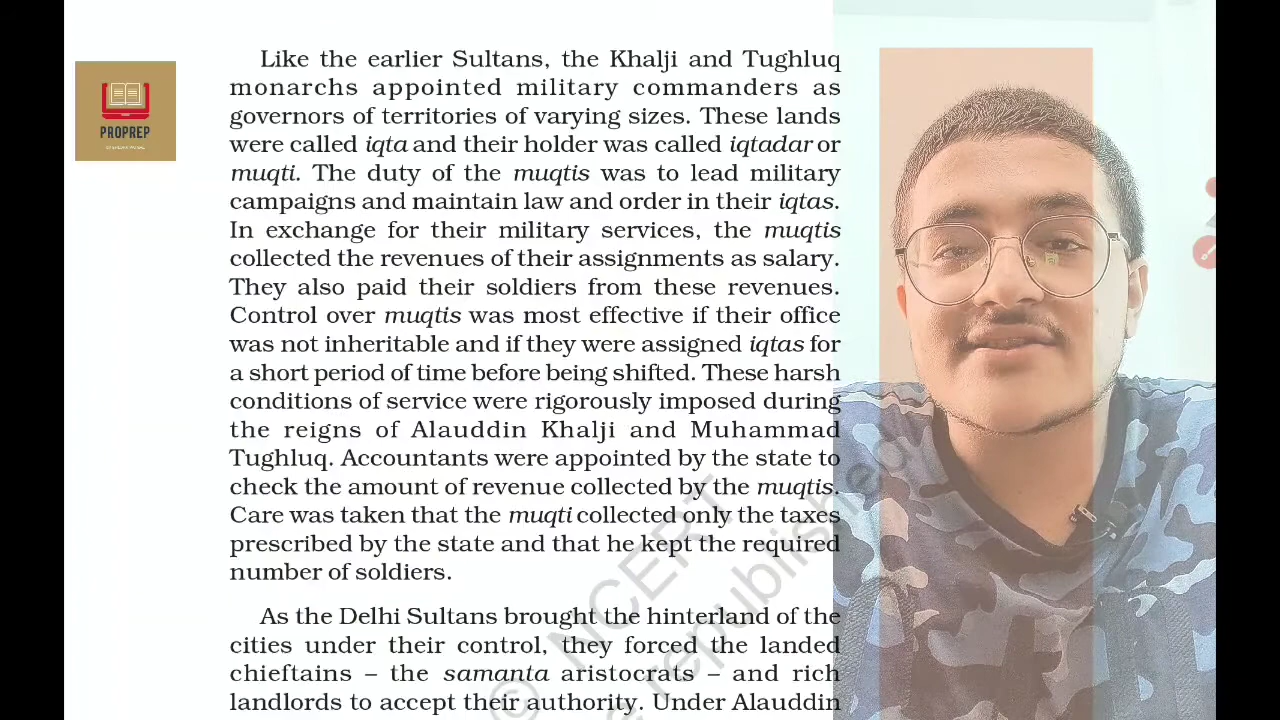 Like the earlier Sultans, the Khalji and Tughluq
monarchs appointed military commanders as
governors of territories of varying sizes. These lands
were called iqta and their holder was called iqtadar or
muqti. The duty of the muqtis was to lead military
campaigns and maintain law and order in their iqtas.
In exchange for their military services, the muqtis
collected the revenues of their assignments as salary.
They also paid their soldiers from these revenues.
Control over muqtis was most effective if their office
was not inheritable and if they were assigned iqtas for
a short period of time before being shifted. These harsh
conditions of service were rigorously imposed during
the reigns of Alauddin Khalji and Muhammad
Tughluq. Accountants were appointed by the state to
check the amount of revenue collected by the muqtis.
Care was taken that the muqti collected only the taxes
prescribed by the state and that he kept the required
number of soldiers.
As the Delhi Sultans brought the hinterland of the
cities under their control, they forced the landed
chieftains – the samanta aristocrats – and rich
landlords to accept their authority. Under Alauddin
PROPREP
© NCERT
republished